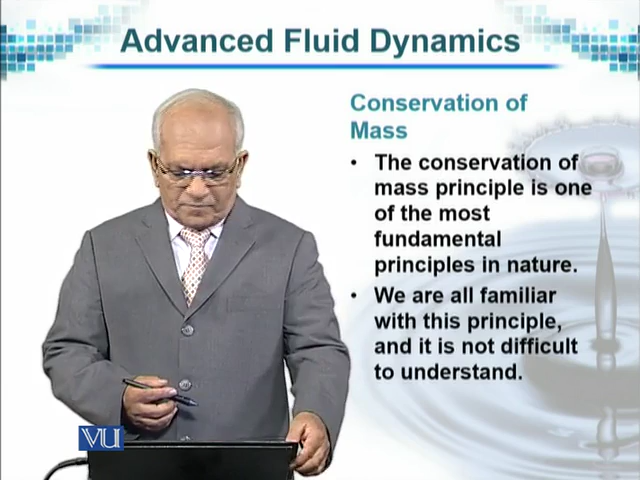 Advanced Fluid Dynamics
Conservation of
Mass
• The conservation of
mass principle is one
of the most
fundamental
principles in nature.
• We are all familiar
with this principle,
and it is not difficult
to understand.
VU